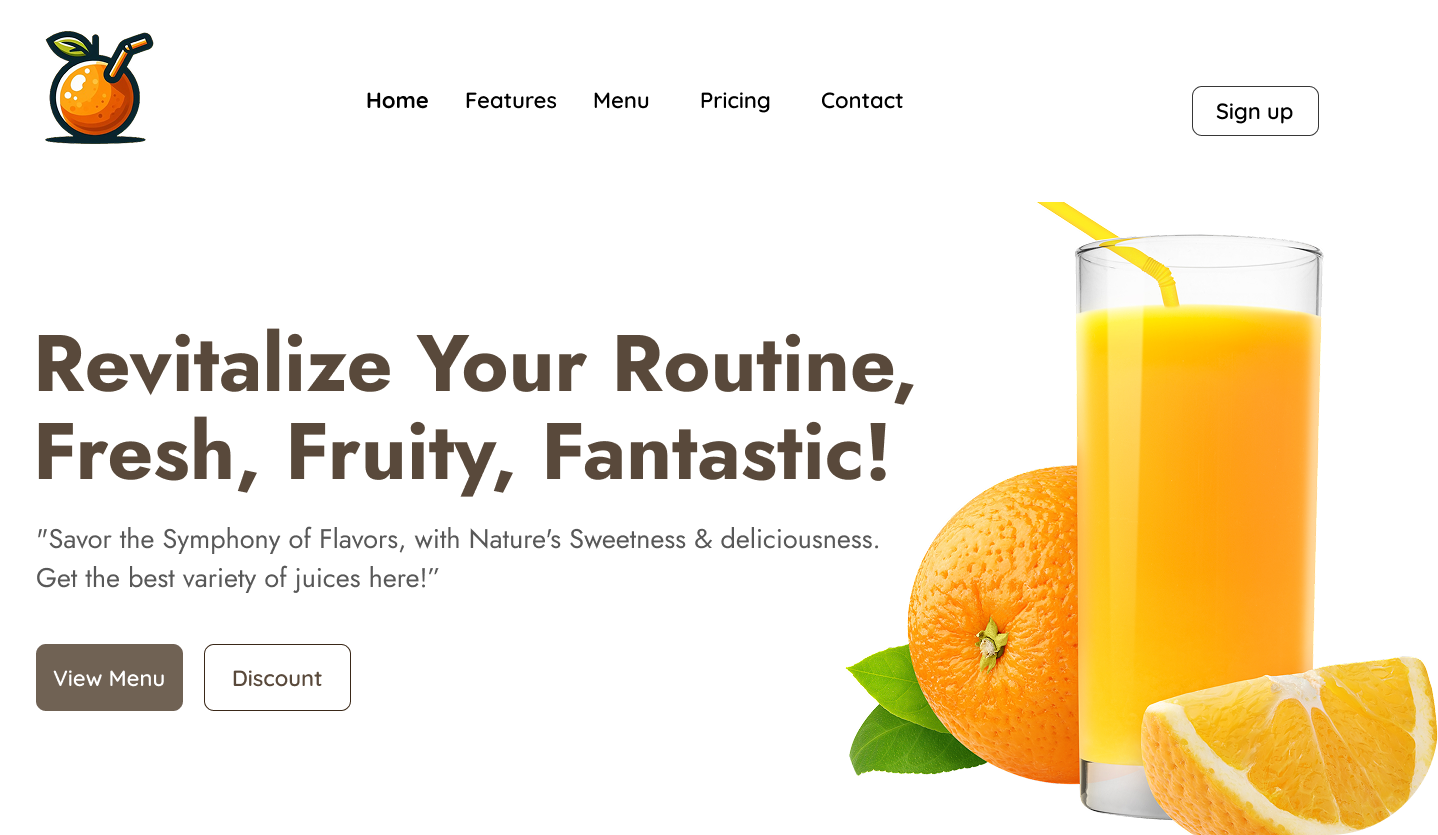 Home Features Menu Pricing Contact
Sign up
Revitalize Your Routine,
Fresh, Fruity, Fantastic!
"Savor the Symphony of Flavors, with Nature's Sweetness & deliciousness.
Get the best variety of juices here!”
View Menu Discount